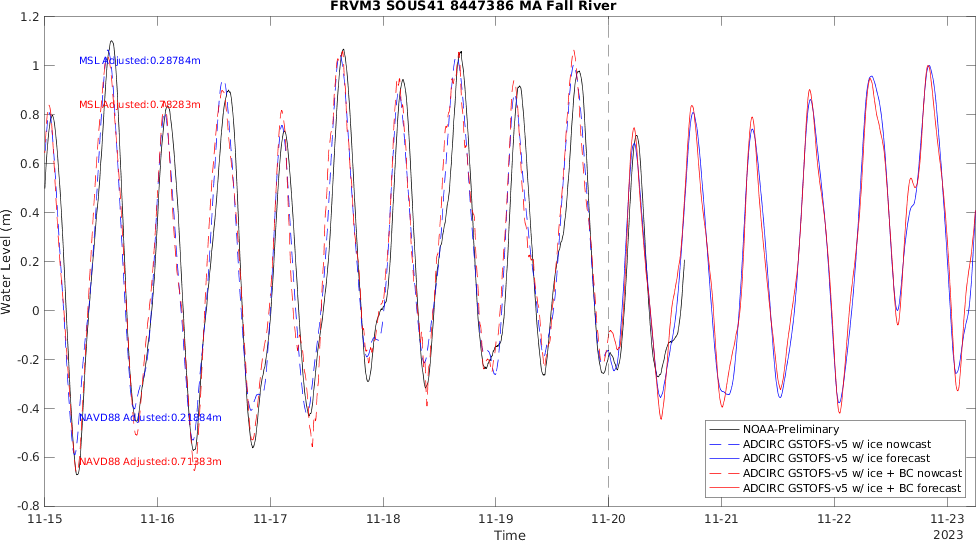 FRVM3 SOUS41 8447386 MA Fall River
1.2
1
0.8
0.6
0.4
0.2
0
-0.2
-0.4
-0.6
-0.8
Water Level (m)
MSL Adjusted:0.28784m
MSL Adjusted:0.78283m
NAVD88 Adjusted:0.21884m
NAVD88 Adjusted:0.71383m
NOAA-Preliminary
ADCIRC GSTOFS-v5 w/ ice nowcast
ADCIRC GSTOFS-v5 w/ ice forecast
ADCIRC GSTOFS-v5 w/ ice + BC nowcast
ADCIRC GSTOFS-v5 w/ ice + BC forecast
11-15 11-16 11-17 11-18 11-19 11-20 11-21 11-22 11-23
Time
2023